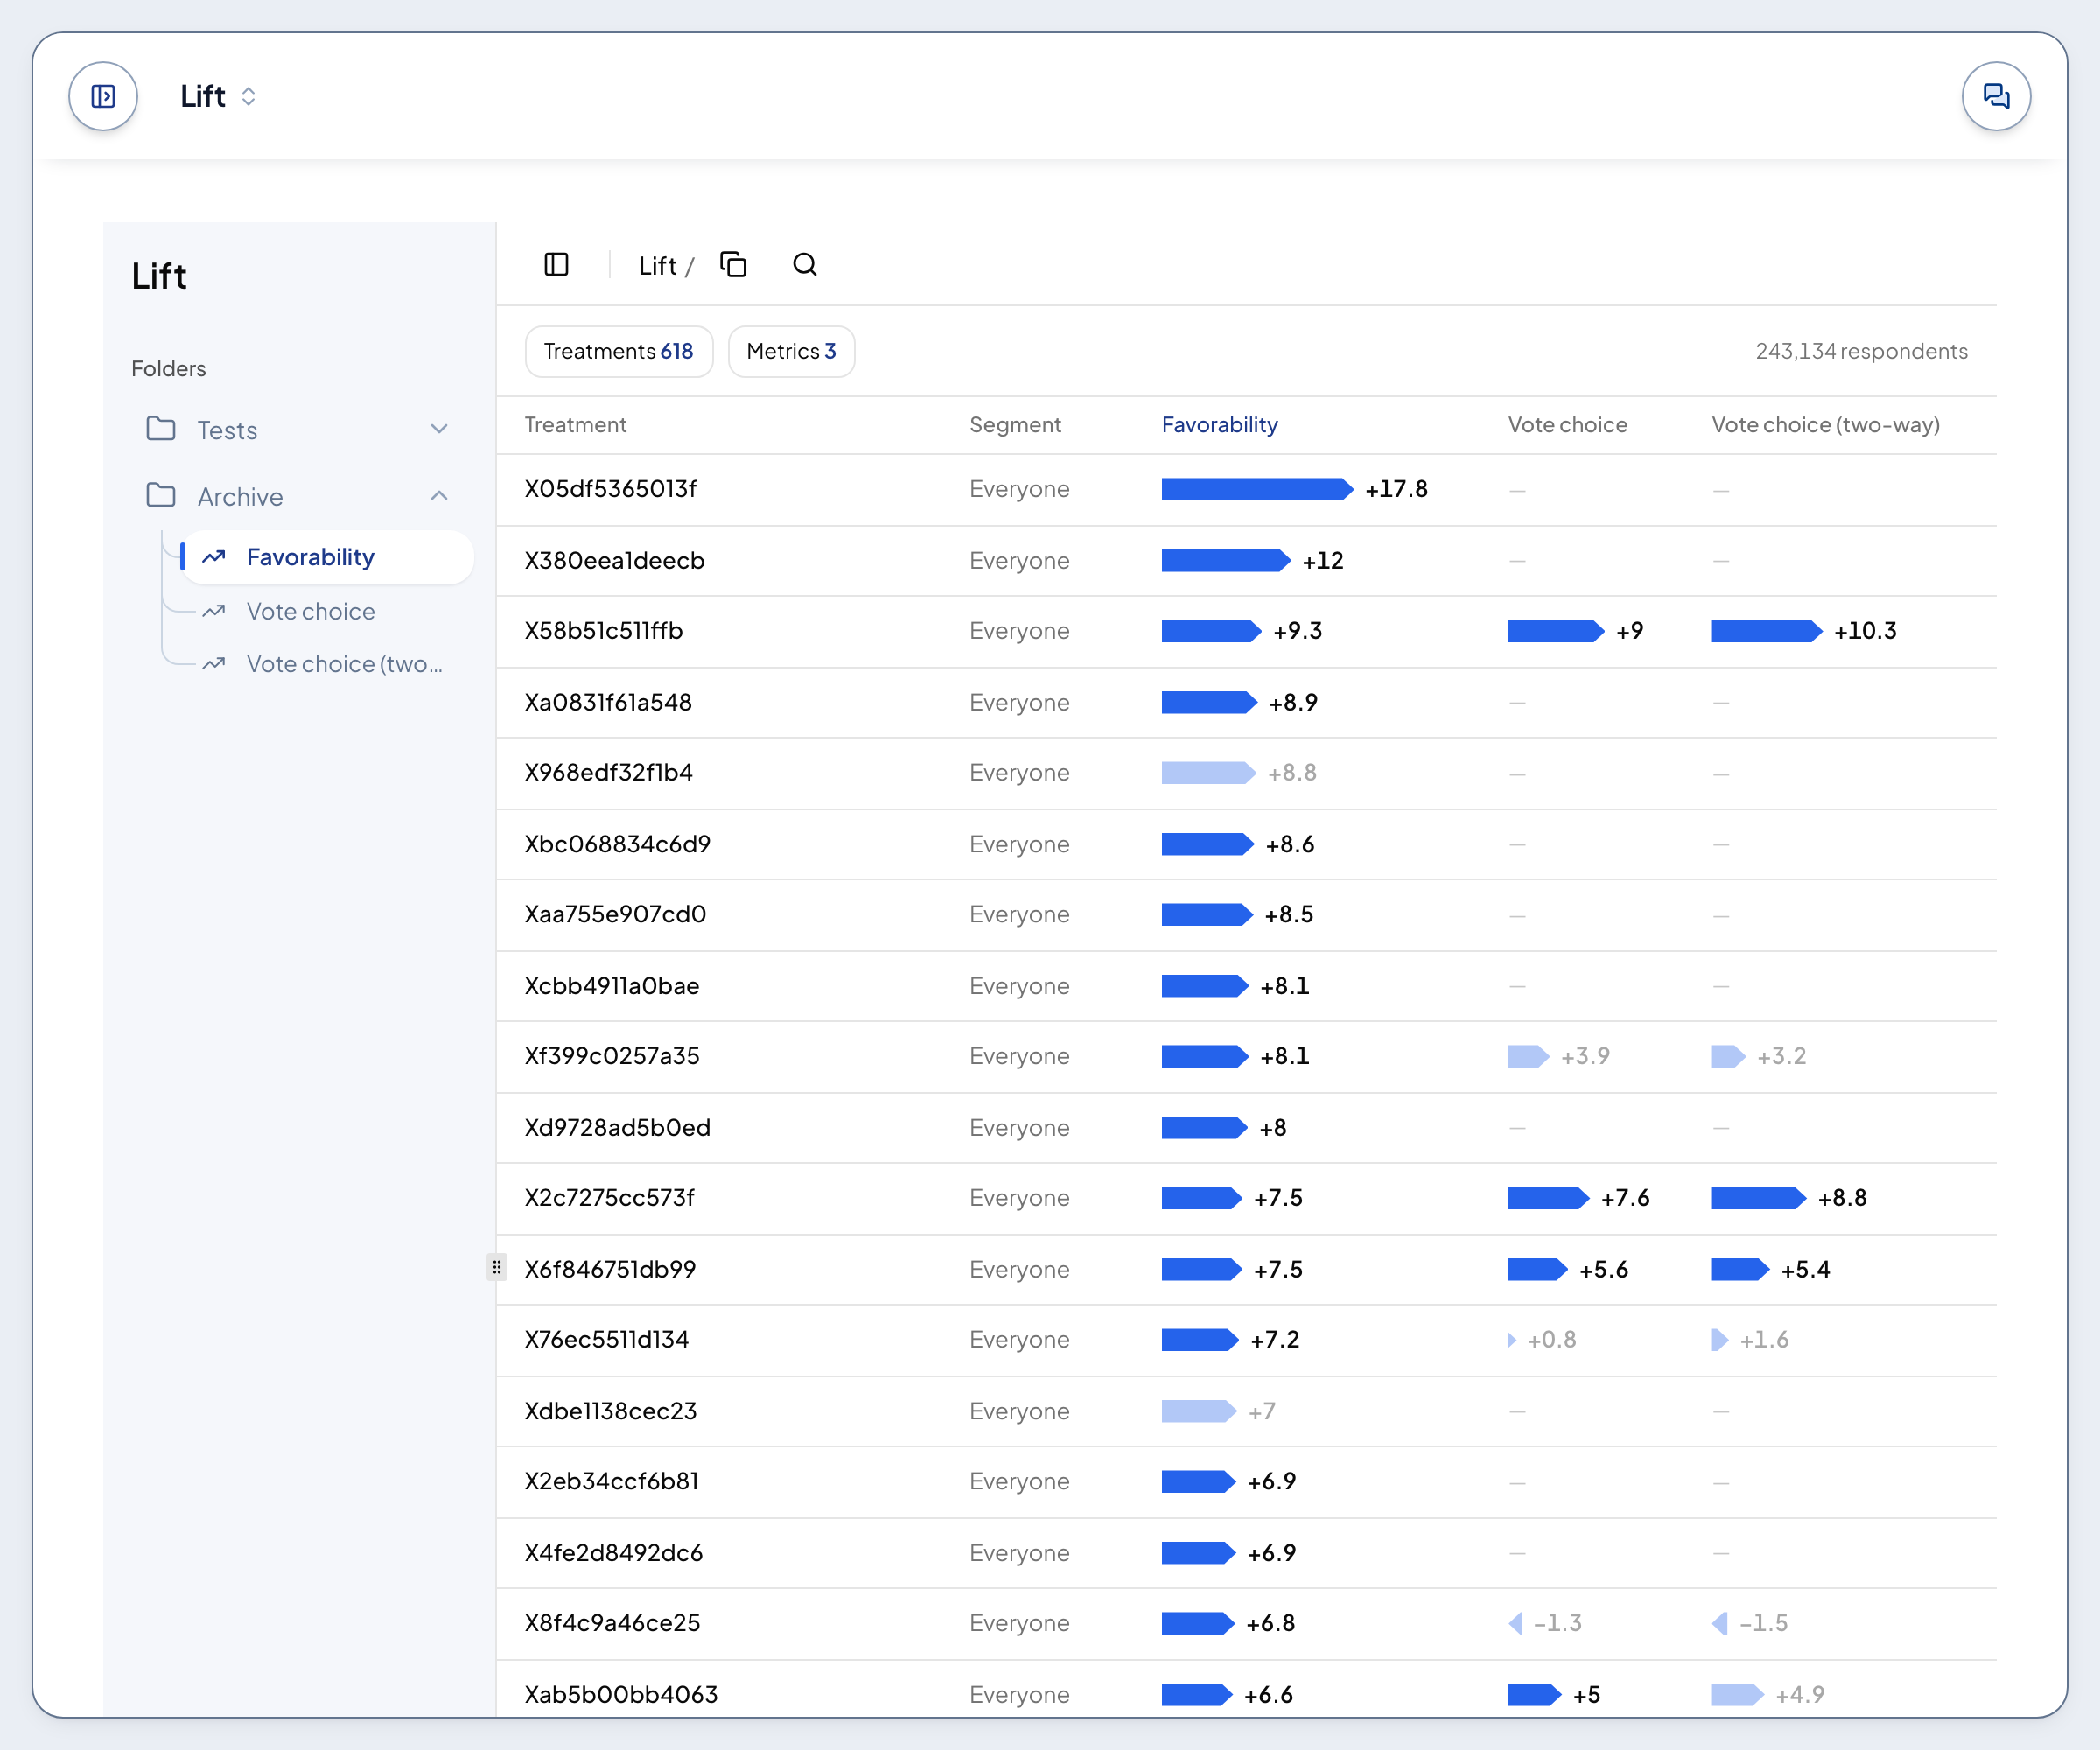 Lift
Lift
Folders
Tests
Archive
Favorability
Vote choice
Vote choice (two...
Lift /
Treatments 618 Metrics 3 243,134 respondents
Treatment Segment Favorability Vote choice Vote choice (two-way)
X05df5365013f Everyone +17.8 — —
X380eea1deecb Everyone +12 — —
X58b51c511ffb Everyone +9.3 +9 +10.3
Xa0831f61a548 Everyone +8.9 — —
X968edf32f1b4 Everyone +8.8 — —
Xbc068834c6d9 Everyone +8.6 — —
Xaa755e907cd0 Everyone +8.5 — —
Xcbb4911a0bae Everyone +8.1 — —
Xf399c0257a35 Everyone +8.1 +3.9 +3.2
Xd9728ad5b0ed Everyone +8 — —
X2c7275cc573f Everyone +7.5 +7.6 +8.8
X6f846751db99 Everyone +7.5 +5.6 +5.4
X76ec5511d134 Everyone +7.2 +0.8 +1.6
Xdbe1138cec23 Everyone +7 — —
X2eb34ccf6b81 Everyone +6.9 — —
X4fe2d8492dc6 Everyone +6.9 — —
X8f4c9a46ce25 Everyone +6.8 −1.3 −1.5
Xab5b00bb4063 Everyone +6.6 +5 +4.9